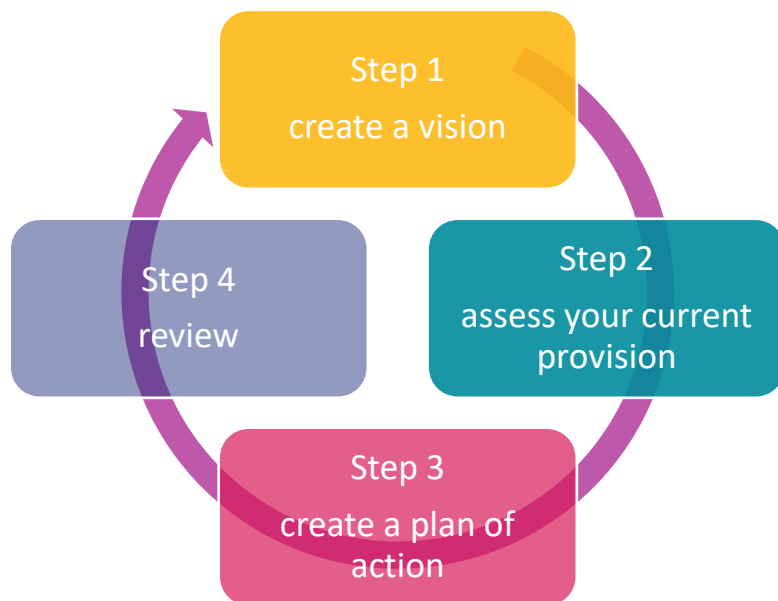 Step 1
create a vision
Step 2
assess your current
provision
Step 3
create a plan of
action
Step 4
review